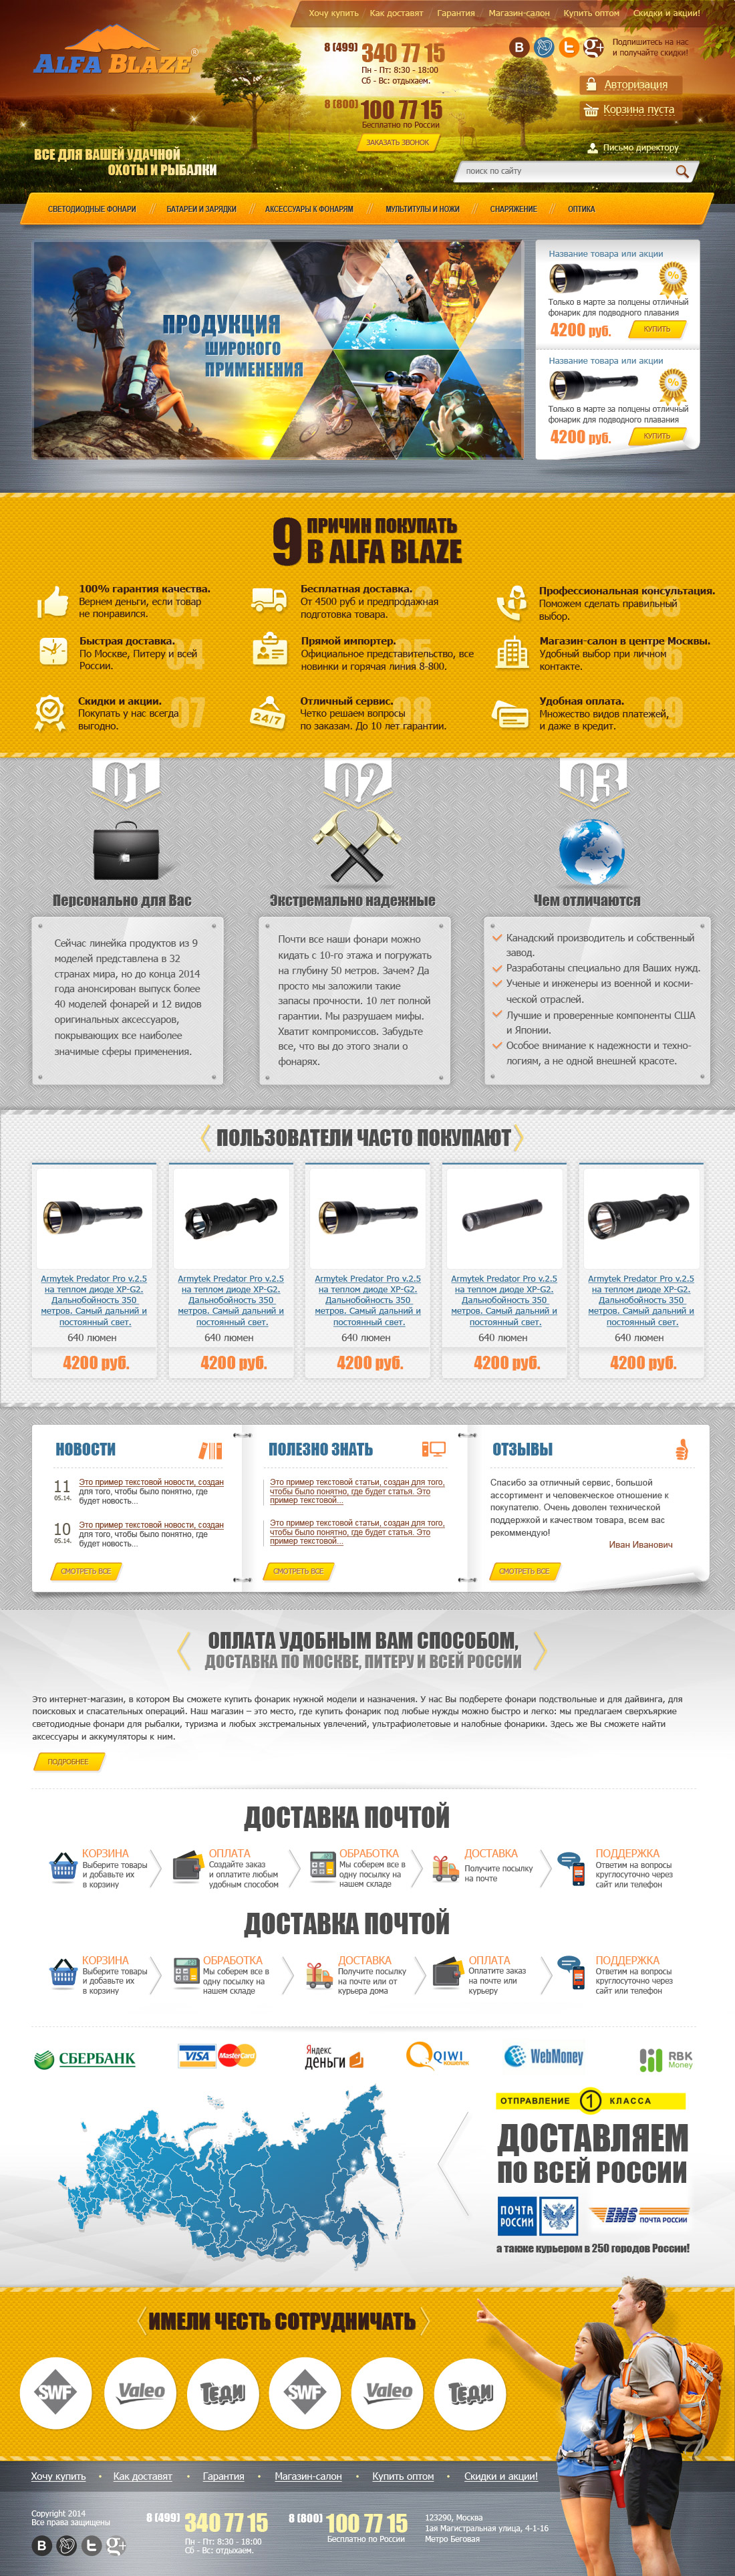 Хочу купить Как доставят Гарантия Магазин-салон Купить оптом Скидки и акции!
ALFA BLAZE®
8 (499) 340 77 15
Пн - Пт: 8:30 - 18:00
Сб - Вс: отдыхаем.
8 (800) 100 77 15
Бесплатно по России
ЗАКАЗАТЬ ЗВОНОК
Подпишитесь на нас
и получайте скидки!
Авторизация
Корзина пуста
Письмо директору
поиск по сайту
ВСЕ ДЛЯ ВАШЕЙ УДАЧНОЙ
ОХОТЫ И РЫБАЛКИ
СВЕТОДИОДНЫЕ ФОНАРИ // БАТАРЕИ И ЗАРЯДКИ // АКСЕССУАРЫ К ФОНАРЯМ // МУЛЬТИТУЛЫ И НОЖИ // СНАРЯЖЕНИЕ // ОПТИКА
ПРОДУКЦИЯ
ШИРОКОГО
ПРИМЕНЕНИЯ
Название товара или акции
%
Только в марте за полцены отличный
фонарик для подводного плавания
4200 руб.
КУПИТЬ
Название товара или акции
%
Только в марте за полцены отличный
фонарик для подводного плавания
4200 руб.
КУПИТЬ
9 ПРИЧИН ПОКУПАТЬ
В ALFA BLAZE
01
100% гарантия качества.
Вернем деньги, если товар
не понравился.
02
Бесплатная доставка.
От 4500 руб и предпродажная
подготовка товара.
03
Профессиональная консультация.
Поможем сделать правильный
выбор.
04
Быстрая доставка.
По Москве, Питеру и всей
России.
05
Прямой импортер.
Официальное представительство, все
новинки и горячая линия 8-800.
06
Магазин-салон в центре Москвы.
Удобный выбор при личном
контакте.
07
Скидки и акции.
Покупать у нас всегда
выгодно.
08
24/7
Отличный сервис.
Четко решаем вопросы
по заказам. До 10 лет гарантии.
09
Удобная оплата.
Множество видов платежей,
и даже в кредит.
01
Персонально для Вас
Сейчас линейка продуктов из 9
моделей представлена в 32
странах мира, но до конца 2014
года анонсирован выпуск более
40 моделей фонарей и 12 видов
оригинальных аксессуаров,
покрывающих все наиболее
значимые сферы применения.
02
Экстремально надежные
Почти все наши фонари можно
кидать с 10-го этажа и погружать
на глубину 50 метров. Зачем? Да
просто мы заложили такие
запасы прочности. 10 лет полной
гарантии. Мы разрушаем мифы.
Хватит компромиссов. Забудьте
все, что вы до этого знали о
фонарях.
03
Чем отличаются
Канадский производитель и собственный
завод.
Разработаны специально для Ваших нужд.
Ученые и инженеры из военной и косми-
ческой отраслей.
Лучшие и проверенные компоненты США
и Японии.
Особое внимание к надежности и техно-
логиям, а не одной внешней красоте.
ПОЛЬЗОВАТЕЛИ ЧАСТО ПОКУПАЮТ
Armytek Predator Pro v.2.5
на теплом диоде XP-G2.
Дальнобойность 350
метров. Самый дальний и
постоянный свет.
640 люмен
4200 руб.
Armytek Predator Pro v.2.5
на теплом диоде XP-G2.
Дальнобойность 350
метров. Самый дальний и
постоянный свет.
640 люмен
4200 руб.
Armytek Predator Pro v.2.5
на теплом диоде XP-G2.
Дальнобойность 350
метров. Самый дальний и
постоянный свет.
640 люмен
4200 руб.
Armytek Predator Pro v.2.5
на теплом диоде XP-G2.
Дальнобойность 350
метров. Самый дальний и
постоянный свет.
640 люмен
4200 руб.
Armytek Predator Pro v.2.5
на теплом диоде XP-G2.
Дальнобойность 350
метров. Самый дальний и
постоянный свет.
640 люмен
4200 руб.
НОВОСТИ
11
05.14.
Это пример текстовой новости, создан
для того, чтобы было понятно, где
будет новость...
10
05.14.
Это пример текстовой новости, создан
для того, чтобы было понятно, где
будет новость...
СМОТРЕТЬ ВСЕ
ПОЛЕЗНО ЗНАТЬ
Это пример текстовой статьи, создан для того,
чтобы было понятно, где будет статья. Это
пример текстовой...
Это пример текстовой статьи, создан для того,
чтобы было понятно, где будет статья. Это
пример текстовой...
СМОТРЕТЬ ВСЕ
ОТЗЫВЫ
Спасибо за отличный сервис, большой
ассортимент и человеческое отношение к
покупателю. Очень доволен технической
поддержкой и качеством товара, всем вас
рекоммендую!
Иван Иванович
СМОТРЕТЬ ВСЕ
ОПЛАТА УДОБНЫМ ВАМ СПОСОБОМ,
ДОСТАВКА ПО МОСКВЕ, ПИТЕРУ И ВСЕЙ РОССИИ
Это интернет-магазин, в котором Вы сможете купить фонарик нужной модели и назначения. У нас Вы подберете фонари подствольные и для дайвинга, для
поисковых и спасательных операций. Наш магазин – это место, где купить фонарик под любые нужды можно быстро и легко: мы предлагаем сверхъяркие
светодиодные фонари для рыбалки, туризма и любых экстремальных увлечений, ультрафиолетовые и налобные фонарики. Здесь же Вы сможете найти
аксессуары и аккумуляторы к ним.
ПОДРОБНЕЕ
ДОСТАВКА ПОЧТОЙ
КОРЗИНА
Выберите товары
и добавьте их
в корзину
ОПЛАТА
Создайте заказ
и оплатите любым
удобным способом
ОБРАБОТКА
Мы соберем все в
одну посылку на
нашем складе
ДОСТАВКА
Получите посылку
на почте
ПОДДЕРЖКА
Ответим на вопросы
круглосуточно через
сайт или телефон
ДОСТАВКА ПОЧТОЙ
КОРЗИНА
Выберите товары
и добавьте их
в корзину
ОБРАБОТКА
Мы соберем все в
одну посылку на
нашем складе
ДОСТАВКА
Получите посылку
на почте или от
курьера дома
ОПЛАТА
Оплатите заказ
на почте или
курьеру
ПОДДЕРЖКА
Ответим на вопросы
круглосуточно через
сайт или телефон
СБЕРБАНК
VISA
MasterCard
Яндекс
деньги
QIWI
КОШЕЛЕК
WebMoney
RBK
Money
ОТПРАВЛЕНИЕ 1 КЛАССА
ДОСТАВЛЯЕМ
ПО ВСЕЙ РОССИИ
ПОЧТА
РОССИИ
EMS ПОЧТА РОССИИ
а также курьером в 250 городов России!
ИМЕЛИ ЧЕСТЬ СОТРУДНИЧАТЬ
SWF
Valeo
ТЕДИ
SWF
Valeo
ТЕДИ
Хочу купить • Как доставят • Гарантия • Магазин-салон • Купить оптом • Скидки и акции!
Copyright 2014
Все права защищены
8 (499) 340 77 15
Пн - Пт: 8:30 - 18:00
Сб - Вс: отдыхаем.
8 (800) 100 77 15
Бесплатно по России
123290, Москва
1ая Магистральная улица, 4-1-16
Метро Беговая